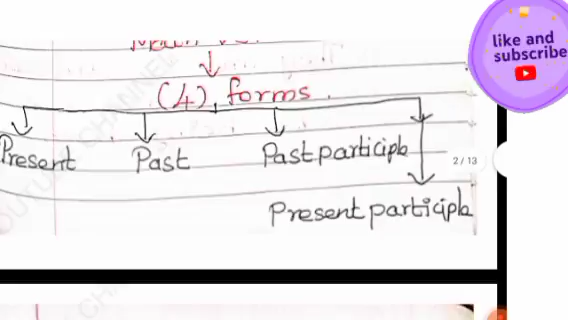 (4) forms.
Present Past Past participle
Present participle
2 / 13
like and
subscribe